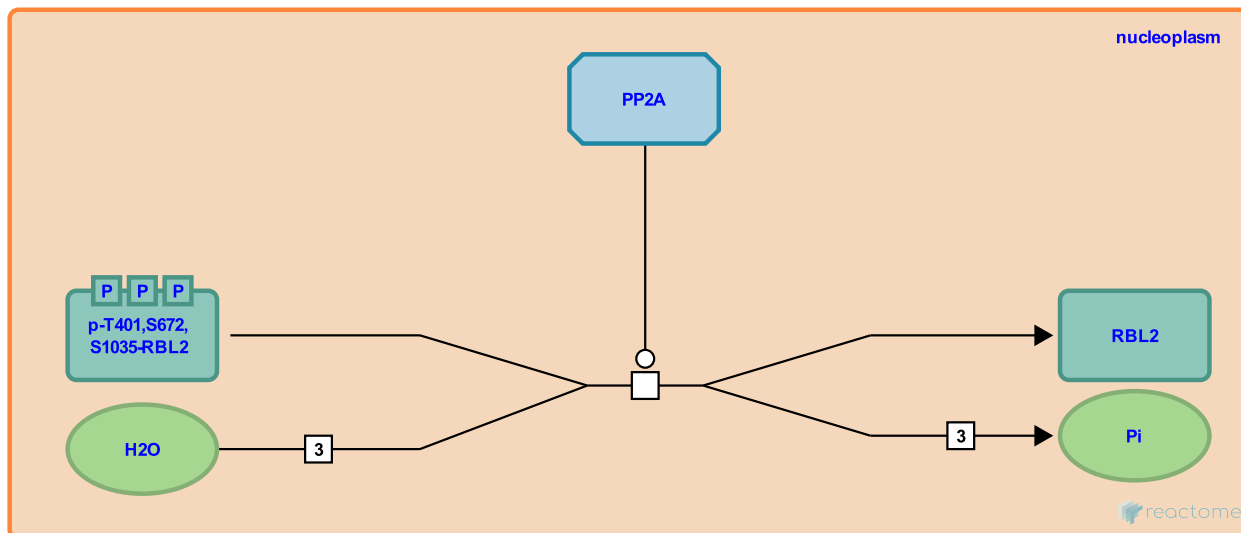 nucleoplasm
PP2A
P P P
p-T401,S672,
S1035-RBL2
RBL2
H2O
3
3
Pi
reactome